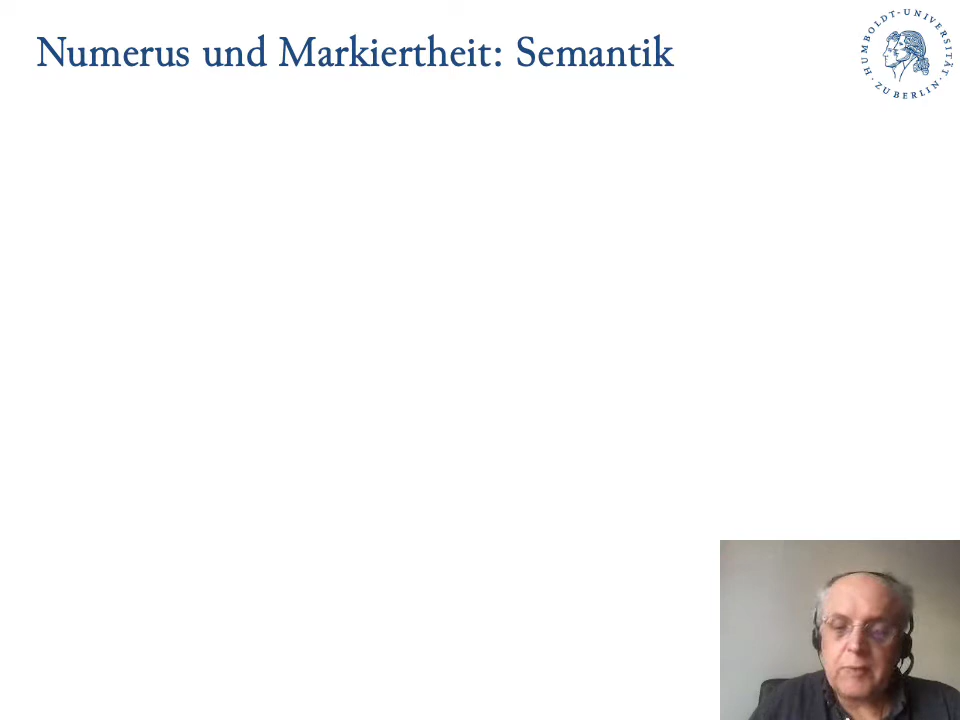 Numerus und Markiertheit: Semantik
HUMBOLDT-UNIVERSITÄT
· ZU BERLIN ·